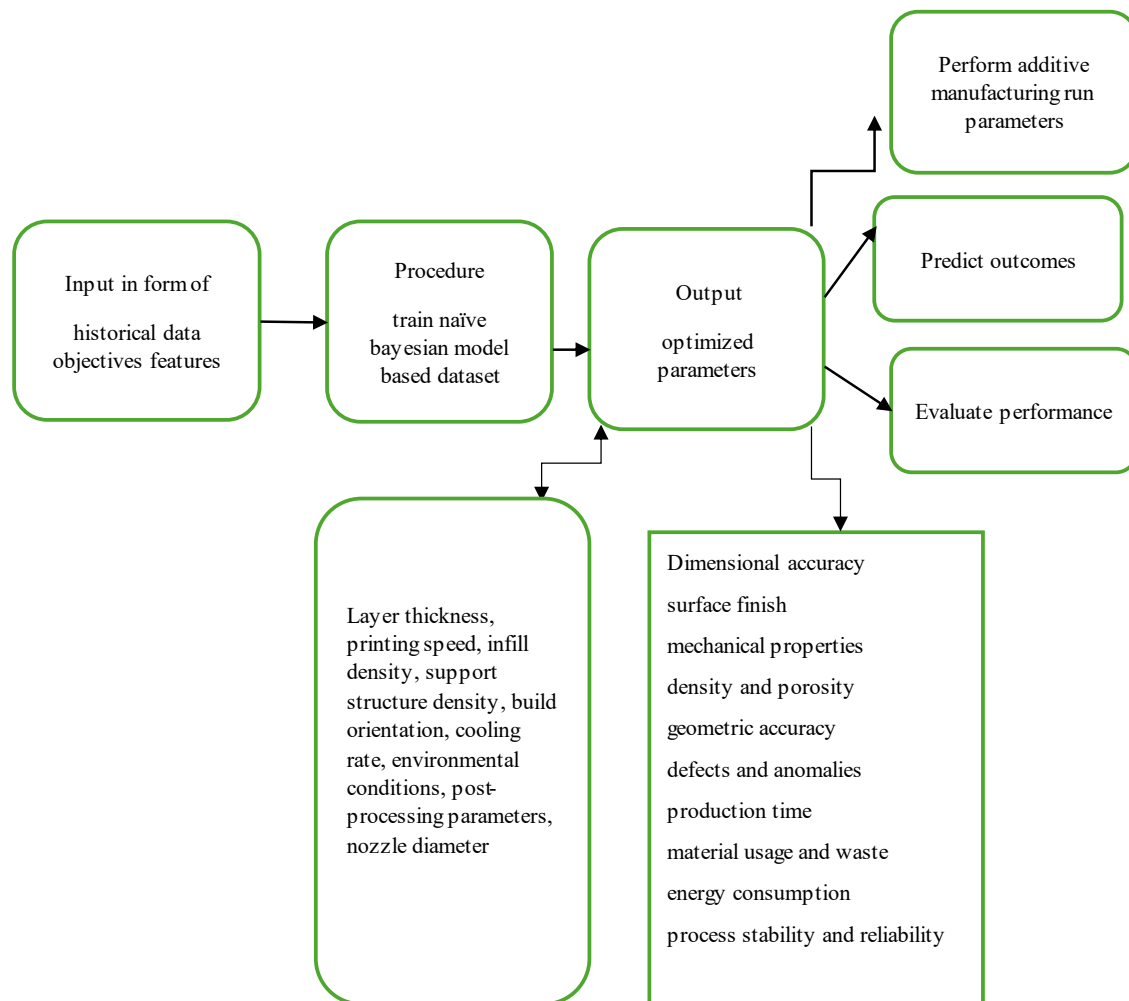 Input in form of
historical data
objectives features
Procedure
train naïve
bayesian model
based dataset
Output
optimized
parameters
Perform additive
manufacturing run
parameters
Predict outcomes
Evaluate performance
Layer thickness,
printing speed, infill
density, support
structure density, build
orientation, cooling
rate, environmental
conditions, post-
processing parameters,
nozzle diameter
Dimensional accuracy
surface finish
mechanical properties
density and porosity
geometric accuracy
defects and anomalies
production time
material usage and waste
energy consumption
process stability and reliability